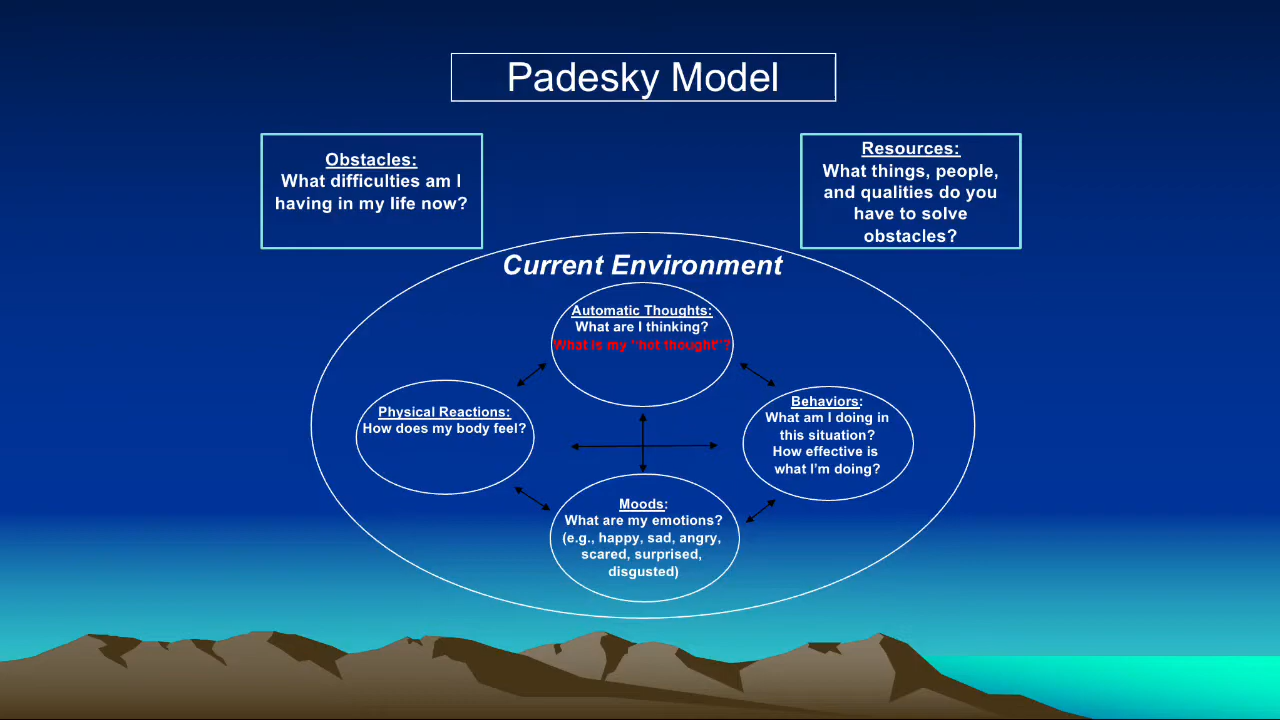 Padesky Model
Obstacles:
What difficulties am I
having in my life now?
Resources:
What things, people,
and qualities do you
have to solve
obstacles?
Current Environment
Automatic Thoughts:
What are I thinking?
What is my "hot thought"?
Physical Reactions:
How does my body feel?
Behaviors:
What am I doing in
this situation?
How effective is
what I'm doing?
Moods:
What are my emotions?
(e.g., happy, sad, angry,
scared, surprised,
disgusted)